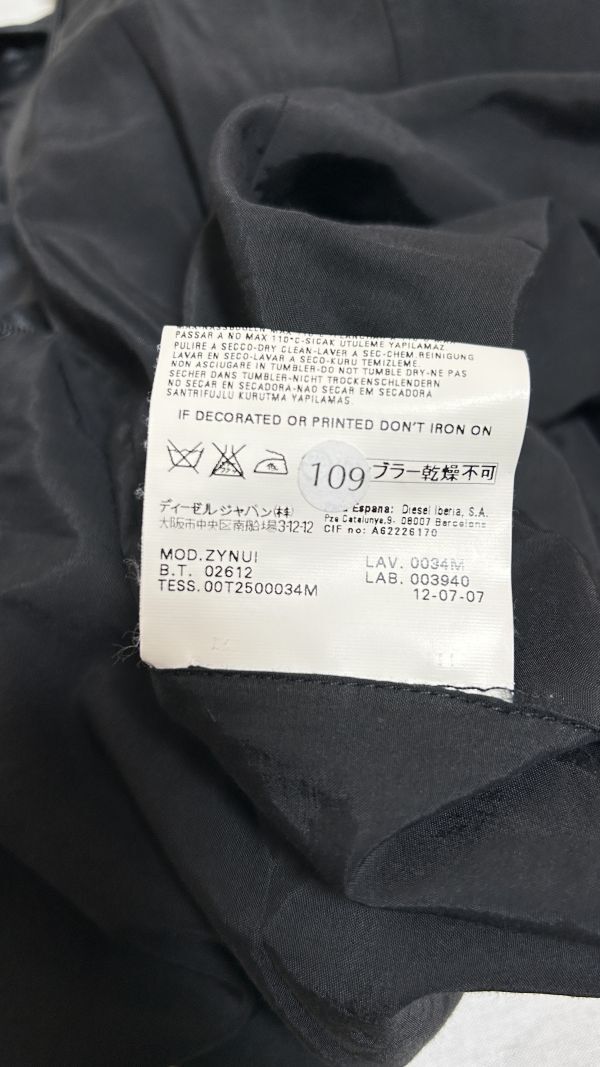 PASSAR A NO MAX 110°C-SICAK UTULEME YAPILAMAZ
PULIRE A SECCO-DRY CLEAN-LAVER A SEC-CHEM.REINIGUNG
LAVAR EN SECO-LAVAR A SECO-KURU TEMIZLEME.
NON ASCIUGARE IN TUMBLER-DO NOT TUMBLE DRY-NE PAS
SECHER DANS TUMBLER-NICHT TROCKENSCHLENDERN
NO SECAR EN SECADORA-NAO SECAR EM SECADORA
SANTRIFUJLU KURUTMA YAPILAMAS.
IF DECORATED OR PRINTED DON'T IRON ON
109
ブラー乾燥不可
ディーゼルジャパン(株)
大阪市中央区南船場3-12-12
Espana: Diesel Iberia, S.A.
Pza Catalunya,9- 08007 Barcelona
CIF no: A62226170
MOD.ZYNUI
B.T. 02612
TESS.00T2500034M
LAV. 0034M
LAB. 003940
12-07-07